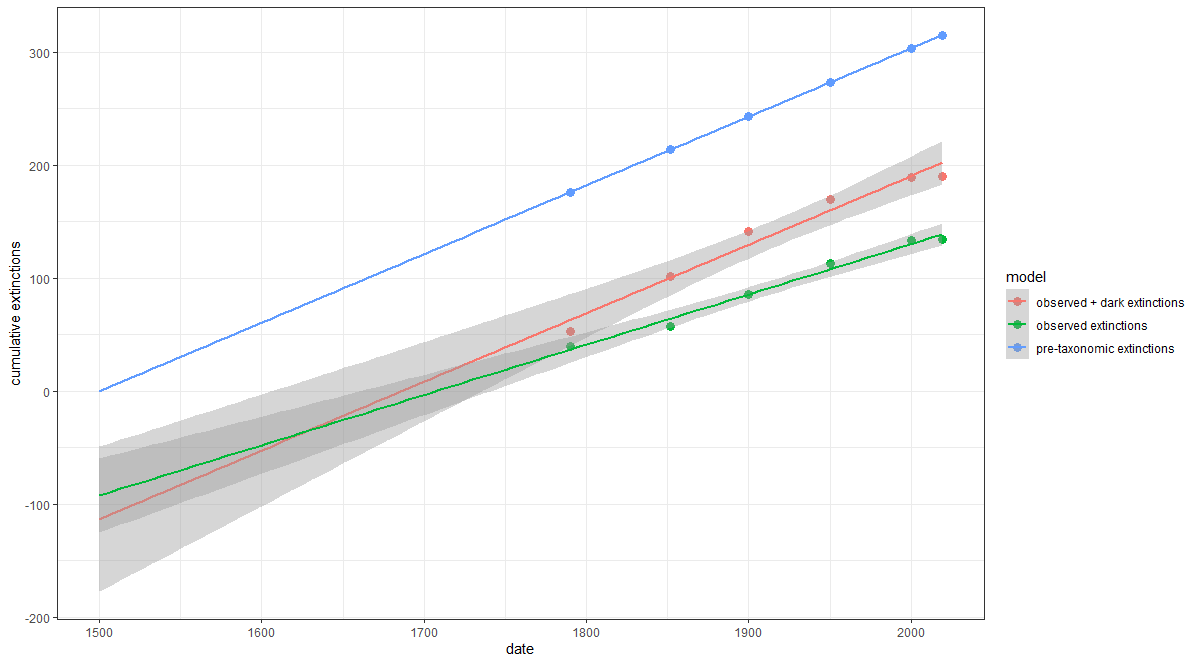 300
200
100
0
-100
-200
cumulative extinctions
1500 1600 1700 1800 1900 2000
date
model
observed + dark extinctions
observed extinctions
pre-taxonomic extinctions